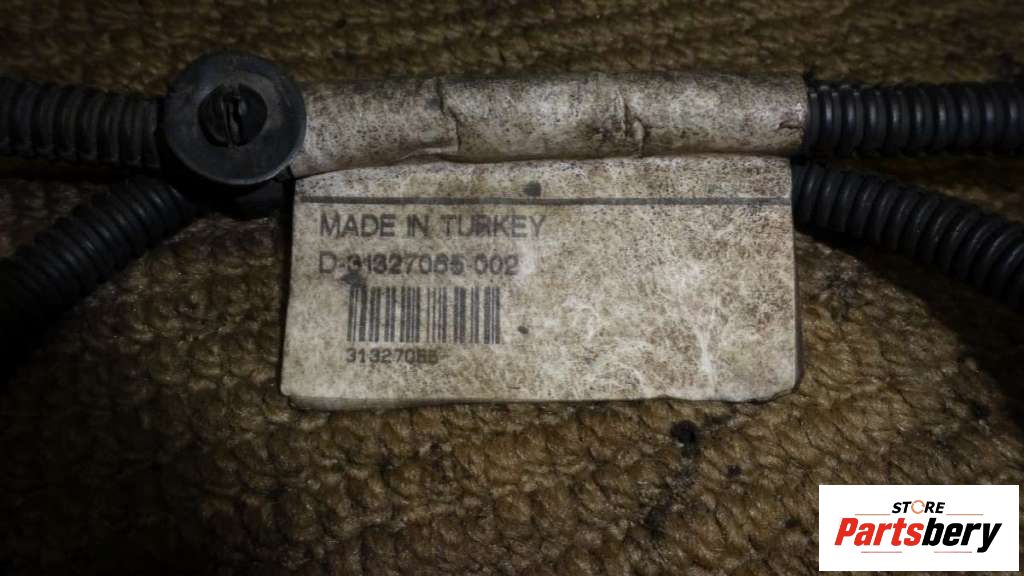 MADE IN TURKEY
D-31327065 002
31327065
STORE
Partsbery